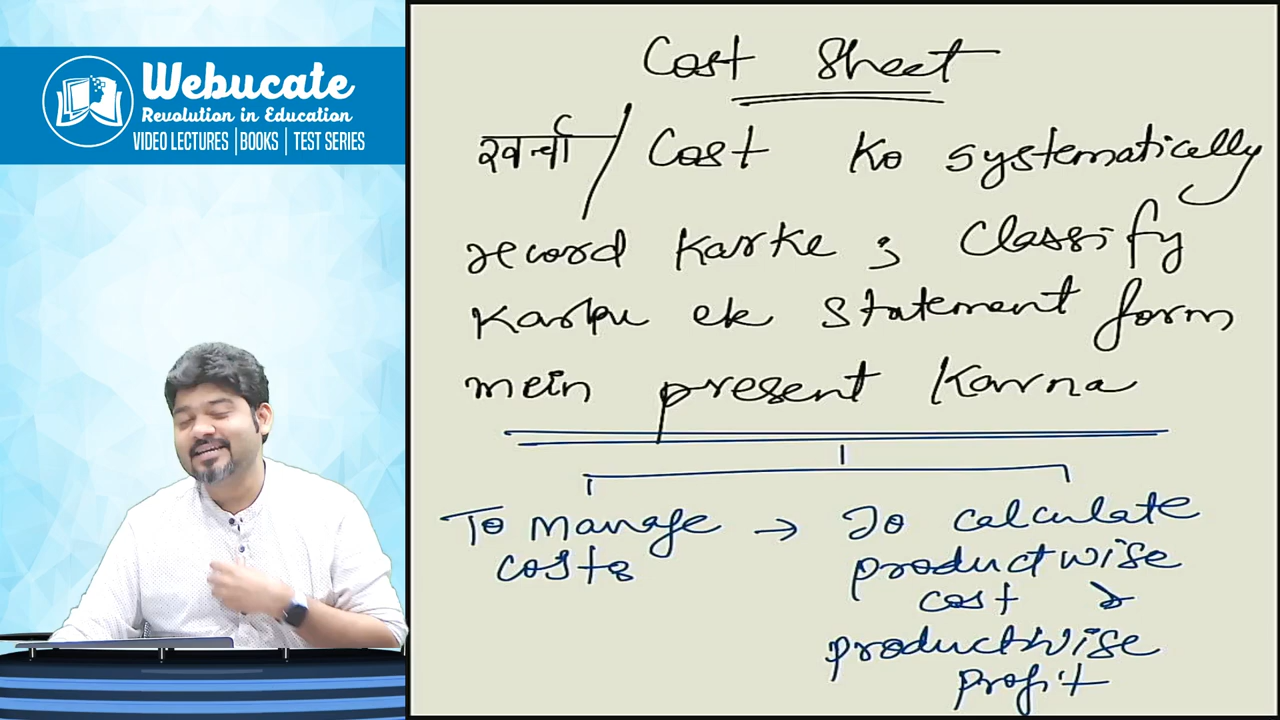 Webucate
Revolution in Education
VIDEO LECTURES | BOOKS | TEST SERIES
Cost Sheet
खर्चा / Cost Ko systematically
record Karke & Classify
Karke ek statement form
mein present Karna
To Manage → To calculate
costs productwise
cost &
productwise
profit